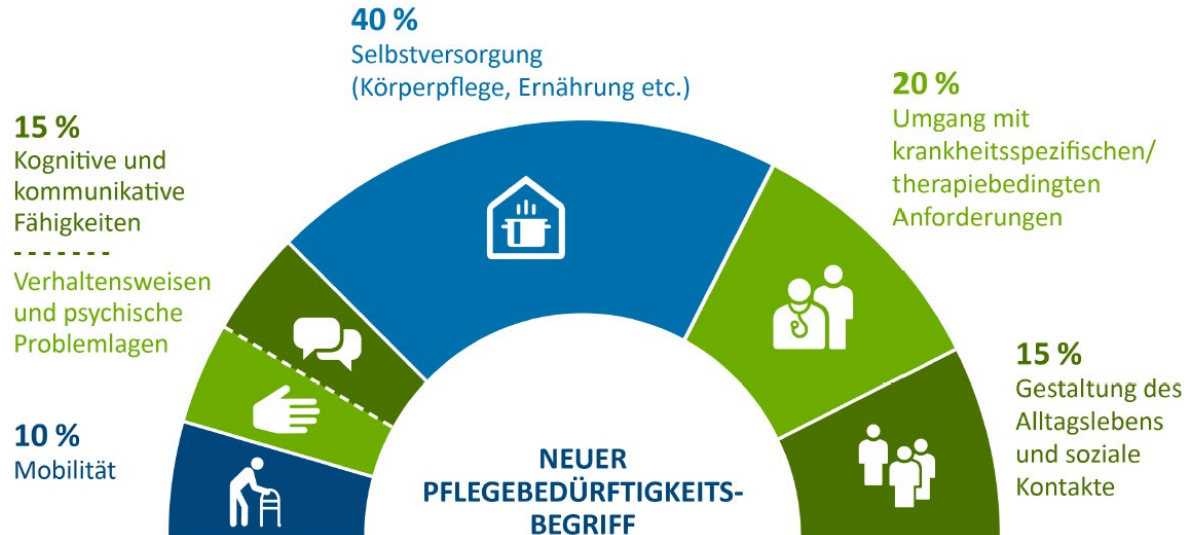 40 %
Selbstversorgung
(Körperpflege, Ernährung etc.)
20 %
Umgang mit
krankheitsspezifischen/
therapiebedingten
Anforderungen
15 %
Kognitive und
kommunikative
Fähigkeiten
- - - - - - -
Verhaltensweisen
und psychische
Problemlagen
15 %
Gestaltung des
Alltagslebens
und soziale
Kontakte
10 %
Mobilität
NEUER
PFLEGEBEDÜRFTIGKEITS-
BEGRIFF